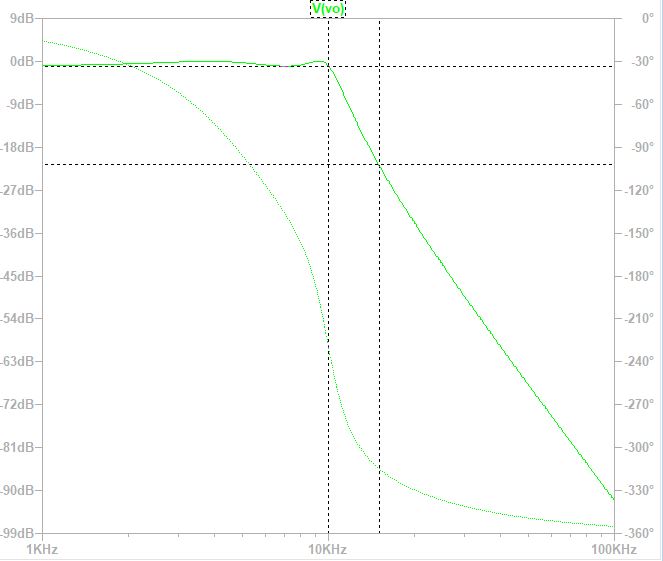 V(vo)
9dB
0dB
-9dB
-18dB
-27dB
-36dB
-45dB
-54dB
-63dB
-72dB
-81dB
-90dB
-99dB
0°
-30°
-60°
-90°
-120°
-150°
-180°
-210°
-240°
-270°
-300°
-330°
-360°
1KHz 10KHz 100KHz